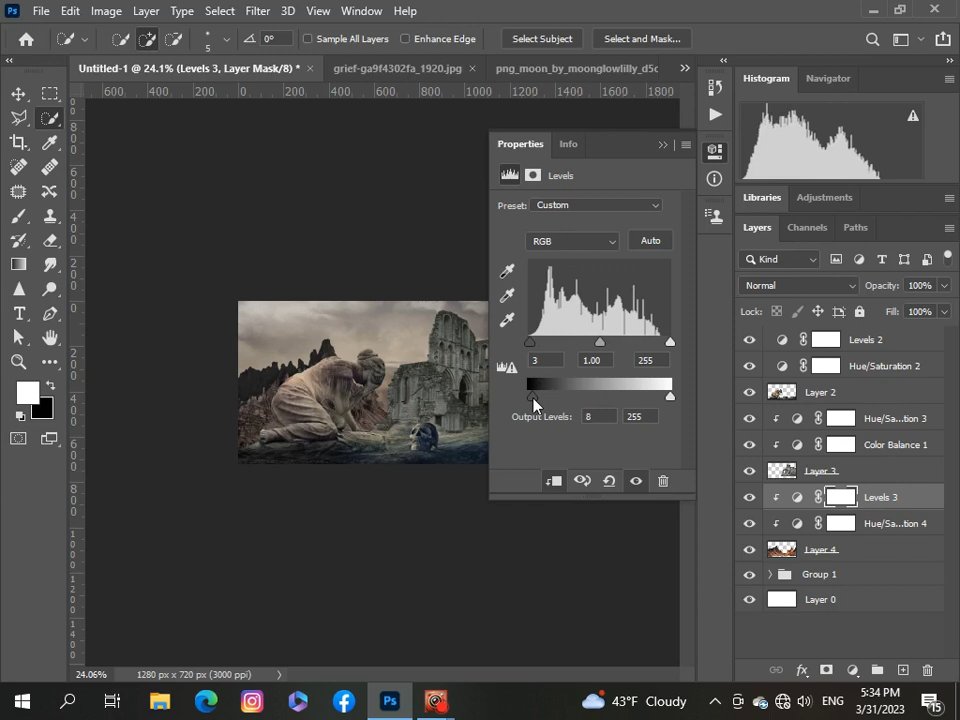 Ps File Edit Image Layer Type Select Filter 3D View Window Help
5 0° Sample All Layers Enhance Edge Select Subject Select and Mask...
Untitled-1 @ 24.1% (Levels 3, Layer Mask/8) * × grief-ga9f4302fa_1920.jpg × png_moon_by_moonglowlilly_d5c
600 400 200 0 200 400 600 800 1000 1200 1400 1600 1800
Histogram Navigator
Properties Info
Levels
Preset: Custom
RGB Auto
3 1.00 255
Output Levels: 8 255
Libraries Adjustments
Layers Channels Paths
Kind
Normal Opacity: 100%
Lock: Fill: 100%
Levels 2
Hue/Saturation 2
Layer 2
Hue/Sa...tion 3
Color Balance 1
Layer 3
Levels 3
Hue/Sa...tion 4
Layer 4
Group 1
Layer 0
24.06% 1280 px x 720 px (3000 ppi)
Ps 43°F Cloudy ENG 5:34 PM
3/31/2023 15